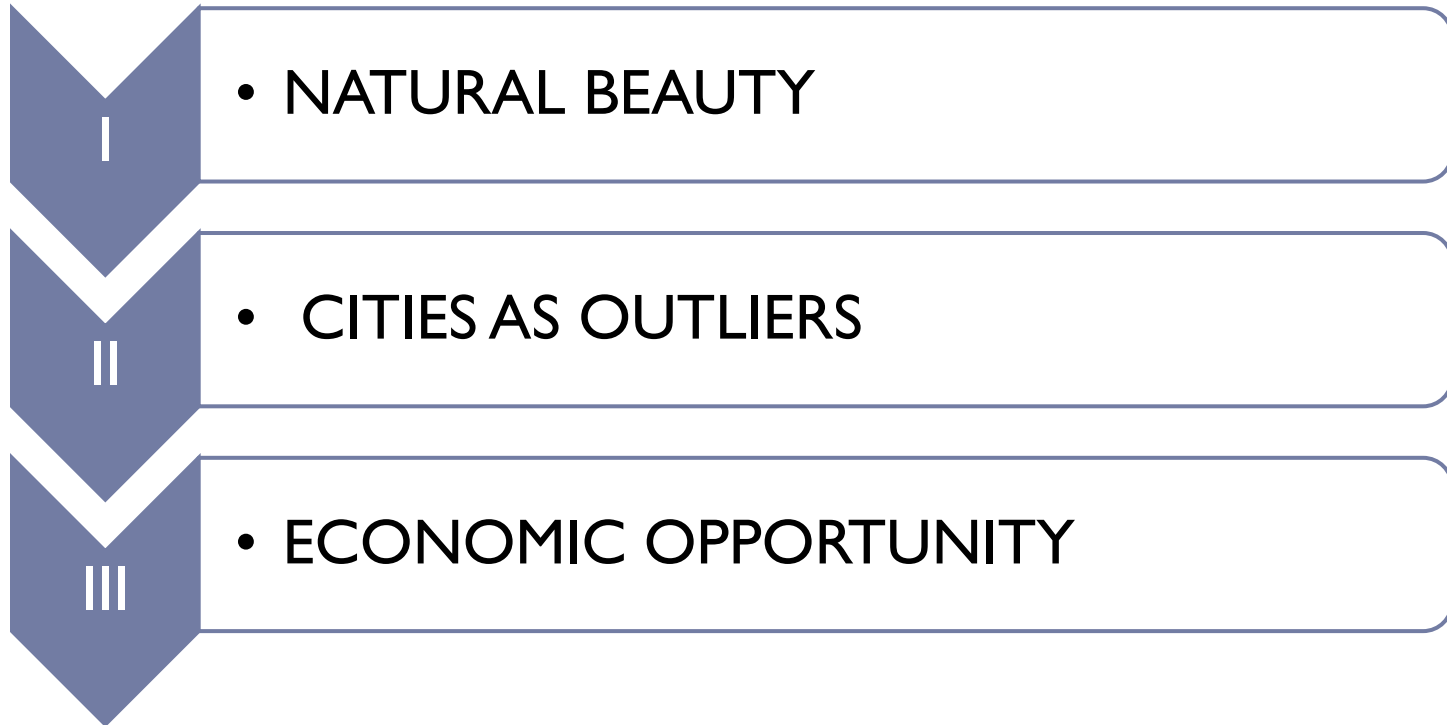 I
• NATURAL BEAUTY
II
• CITIES AS OUTLIERS
III
• ECONOMIC OPPORTUNITY